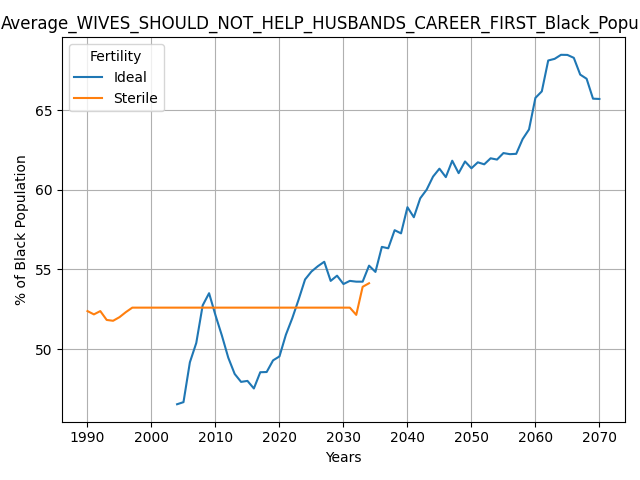 Average_WIVES_SHOULD_NOT_HELP_HUSBANDS_CAREER_FIRST_Black_Popu
Fertility
Ideal
Sterile
% of Black Population
65
60
55
50
1990 2000 2010 2020 2030 2040 2050 2060 2070
Years